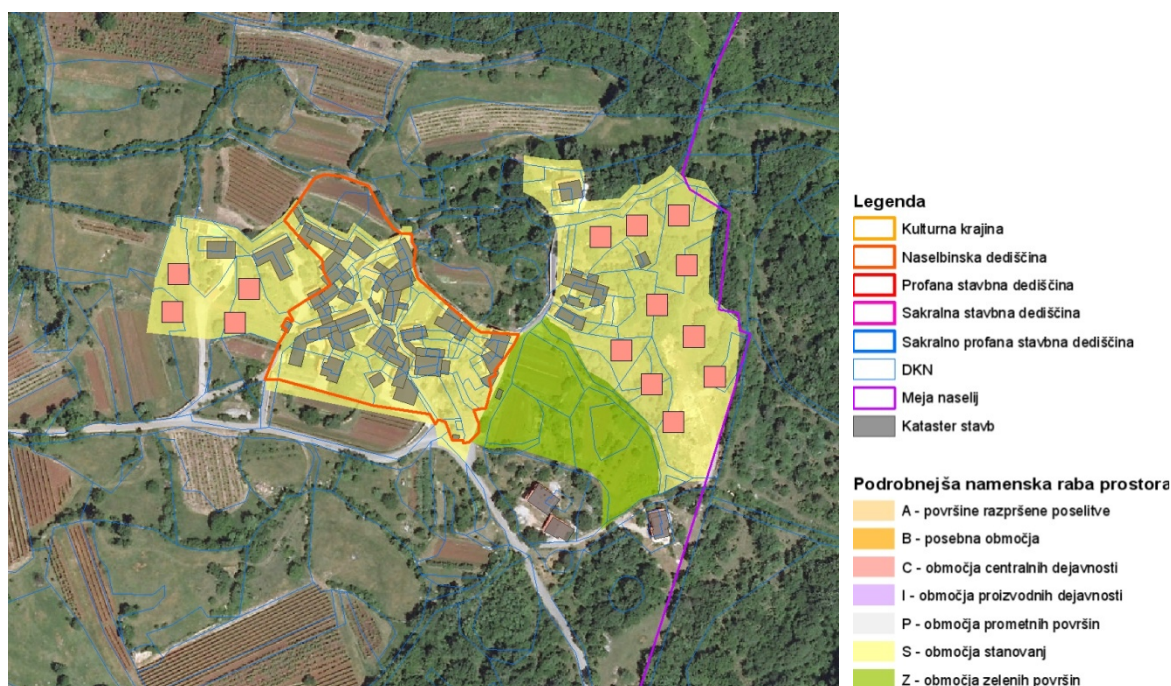 Legenda
Kulturna krajina
Naselbinska dediščina
Profana stavbna dediščina
Sakralna stavbna dediščina
Sakralno profana stavbna dediščina
DKN
Meja naselij
Kataster stavb
Podrobnejša namenska raba prostora
A - površine razpršene poselitve
B - posebna območja
C - območja centralnih dejavnosti
I - območja proizvodnih dejavnosti
P - območja prometnih površin
S - območja stanovanj
Z - območja zelenih površin